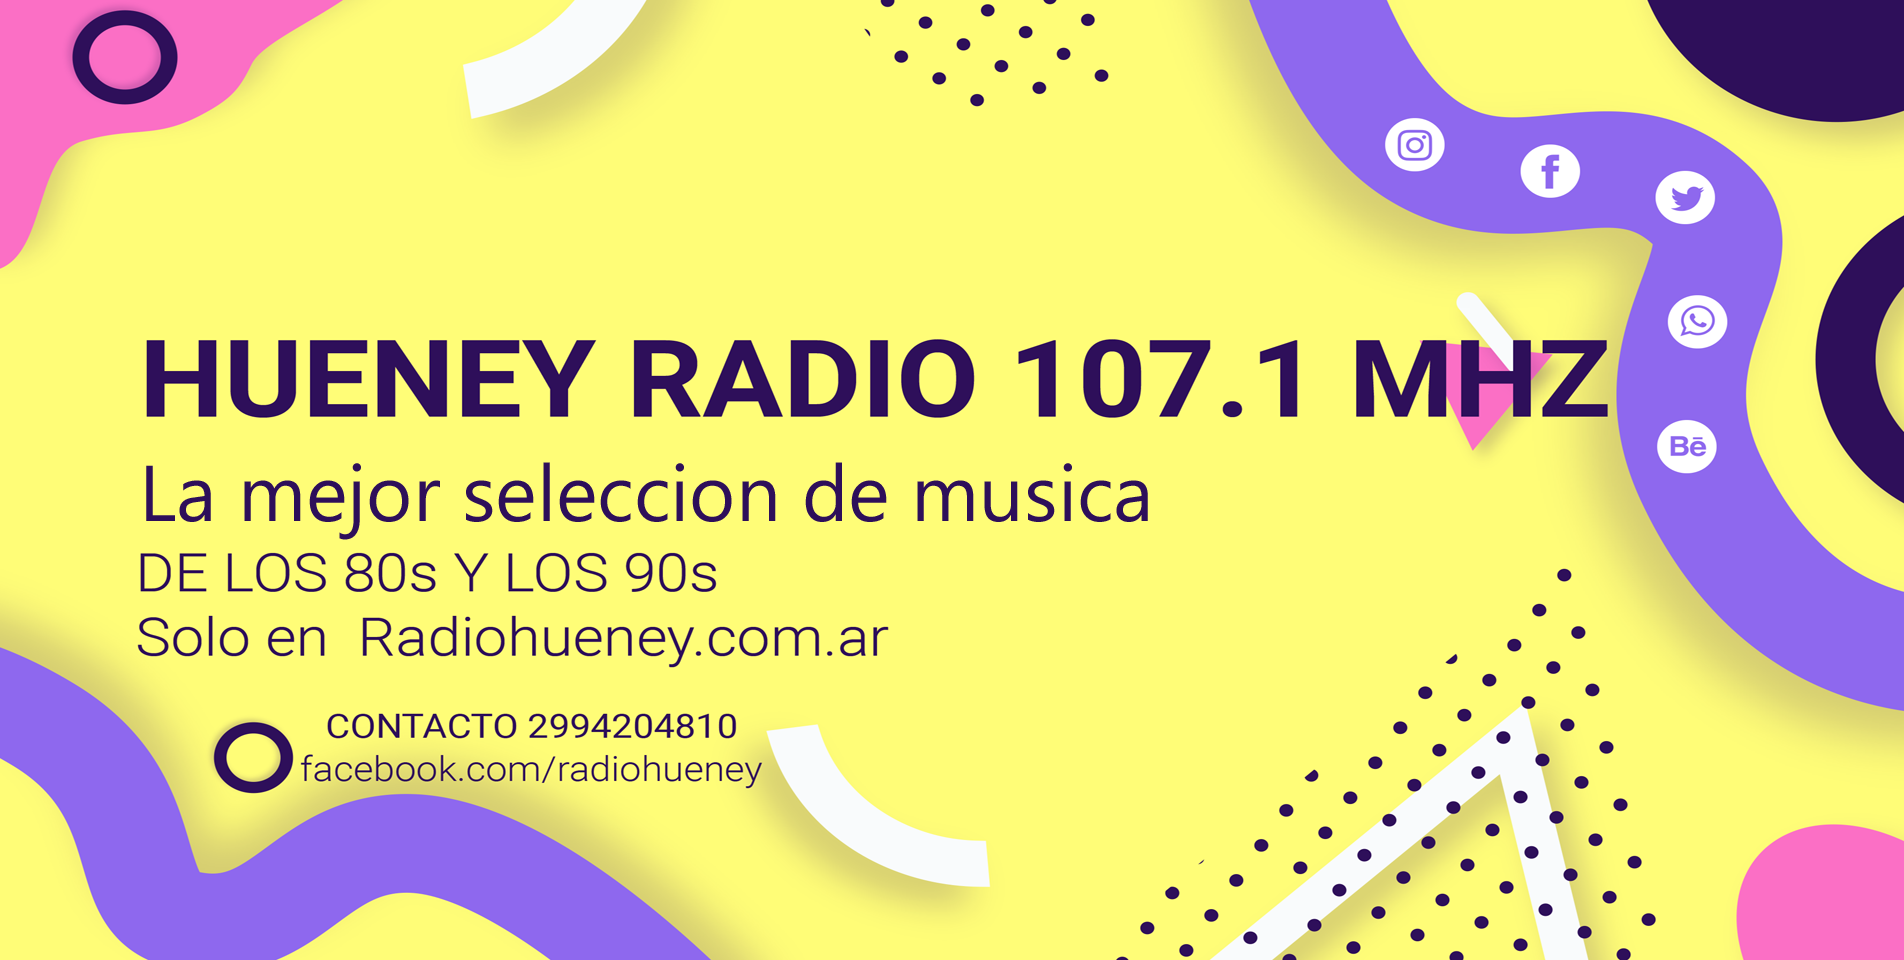 HUENEY RADIO 107.1 MHZ
La mejor seleccion de musica
DE LOS 80s Y LOS 90s
Solo en  Radiohueney.com.ar
CONTACTO 2994204810
facebook.com/radiohueney
Bē